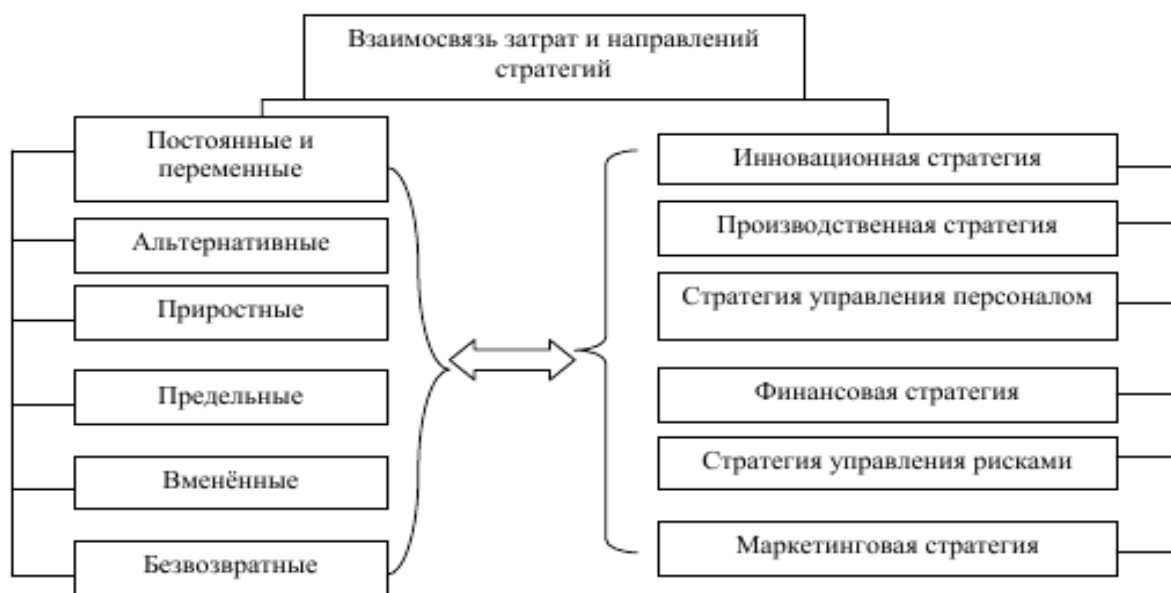 Взаимосвязь затрат и направлений
стратегий
Постоянные и
переменные
Альтернативные
Приростные
Предельные
Вменённые
Безвозвратные
Инновационная стратегия
Производственная стратегия
Стратегия управления персоналом
Финансовая стратегия
Стратегия управления рисками
Маркетинговая стратегия